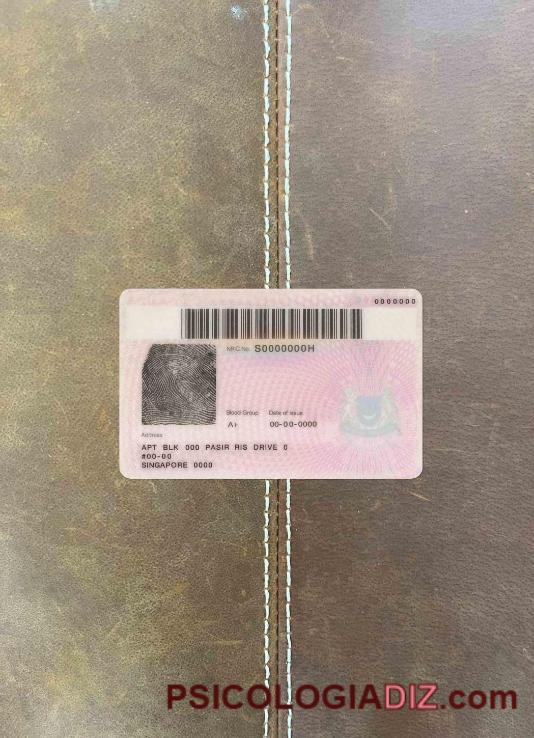 0000000
NRIC No. S0000000H
Blood Group Date of issue
A+ 00-00-0000
Address
APT BLK 000 PASIR RIS DRIVE 0
#00-00
SINGAPORE 0000
PSICOLOGIADIZ.com